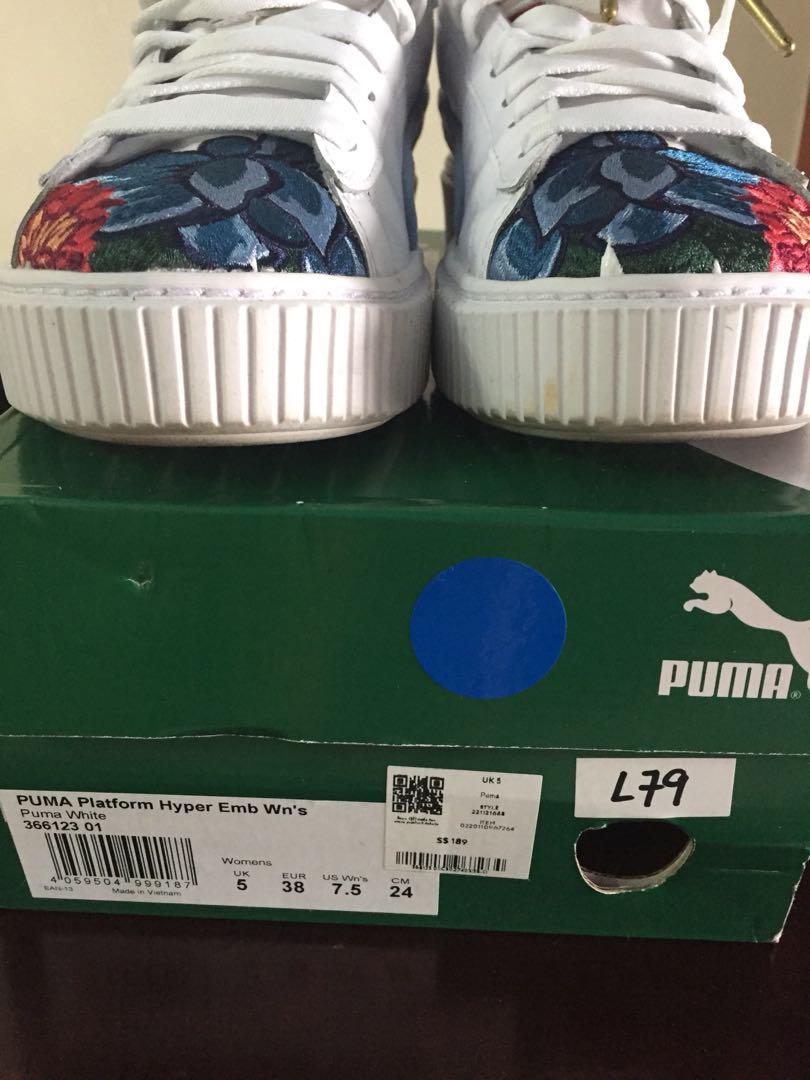 PUMA
®
PUMA Platform Hyper Emb Wn's
Puma White
366123 01
4 059504 999187
EAN-13
Made in Vietnam
Womens
UK EUR US Wn's CM
5 38 7.5 24
UK 5
Puma
STYLE
ITEM
S$ 189
L79